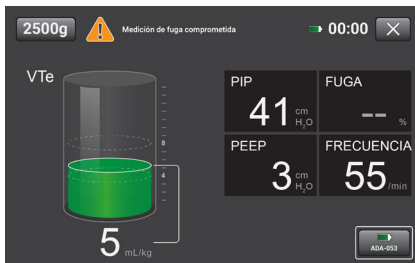 2500g
Medición de fuga comprometida
00:00
VTe
8
4
5 mL/kg
PIP
41 cm H₂O
FUGA
-- %
PEEP
3 cm H₂O
FRECUENCIA
55 /min
ADA-053